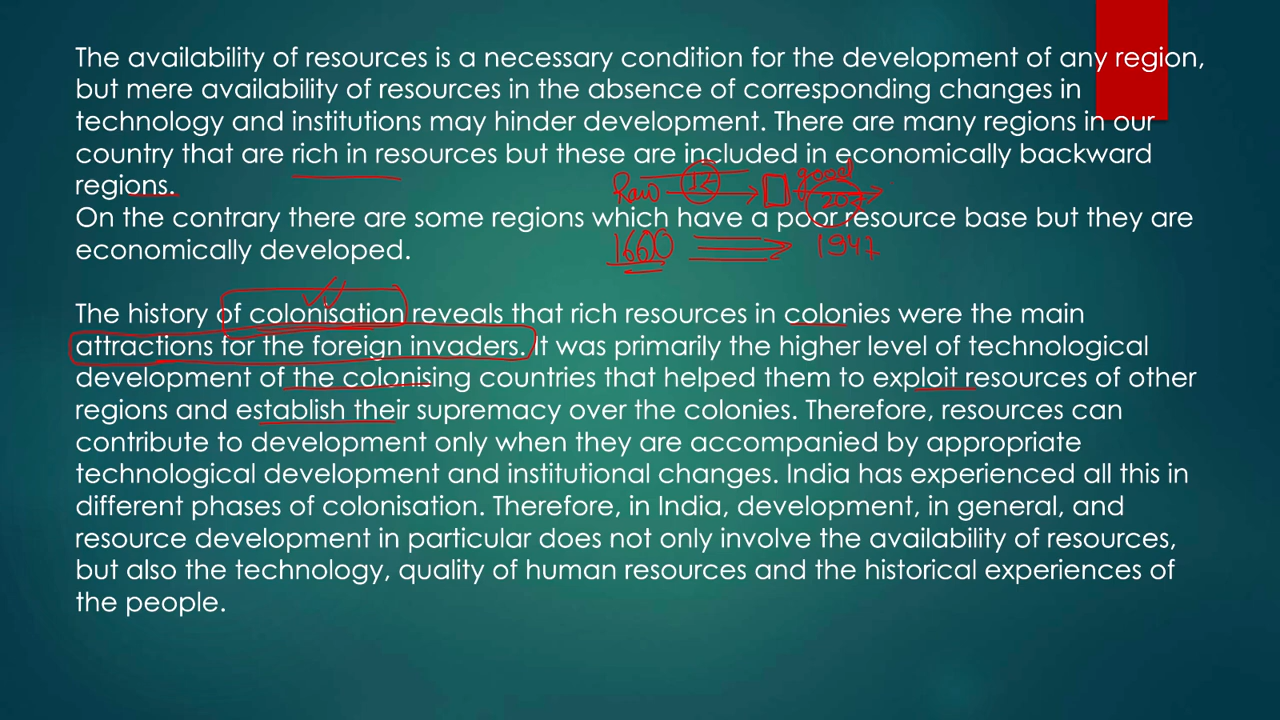 The availability of resources is a necessary condition for the development of any region,
but mere availability of resources in the absence of corresponding changes in
technology and institutions may hinder development. There are many regions in our
country that are rich in resources but these are included in economically backward
regions.
Raw good
On the contrary there are some regions which have a poor resource base but they are
economically developed.
1600 1947
The history of colonisation reveals that rich resources in colonies were the main
attractions for the foreign invaders. It was primarily the higher level of technological
development of the colonising countries that helped them to exploit resources of other
regions and establish their supremacy over the colonies. Therefore, resources can
contribute to development only when they are accompanied by appropriate
technological development and institutional changes. India has experienced all this in
different phases of colonisation. Therefore, in India, development, in general, and
resource development in particular does not only involve the availability of resources,
but also the technology, quality of human resources and the historical experiences of
the people.